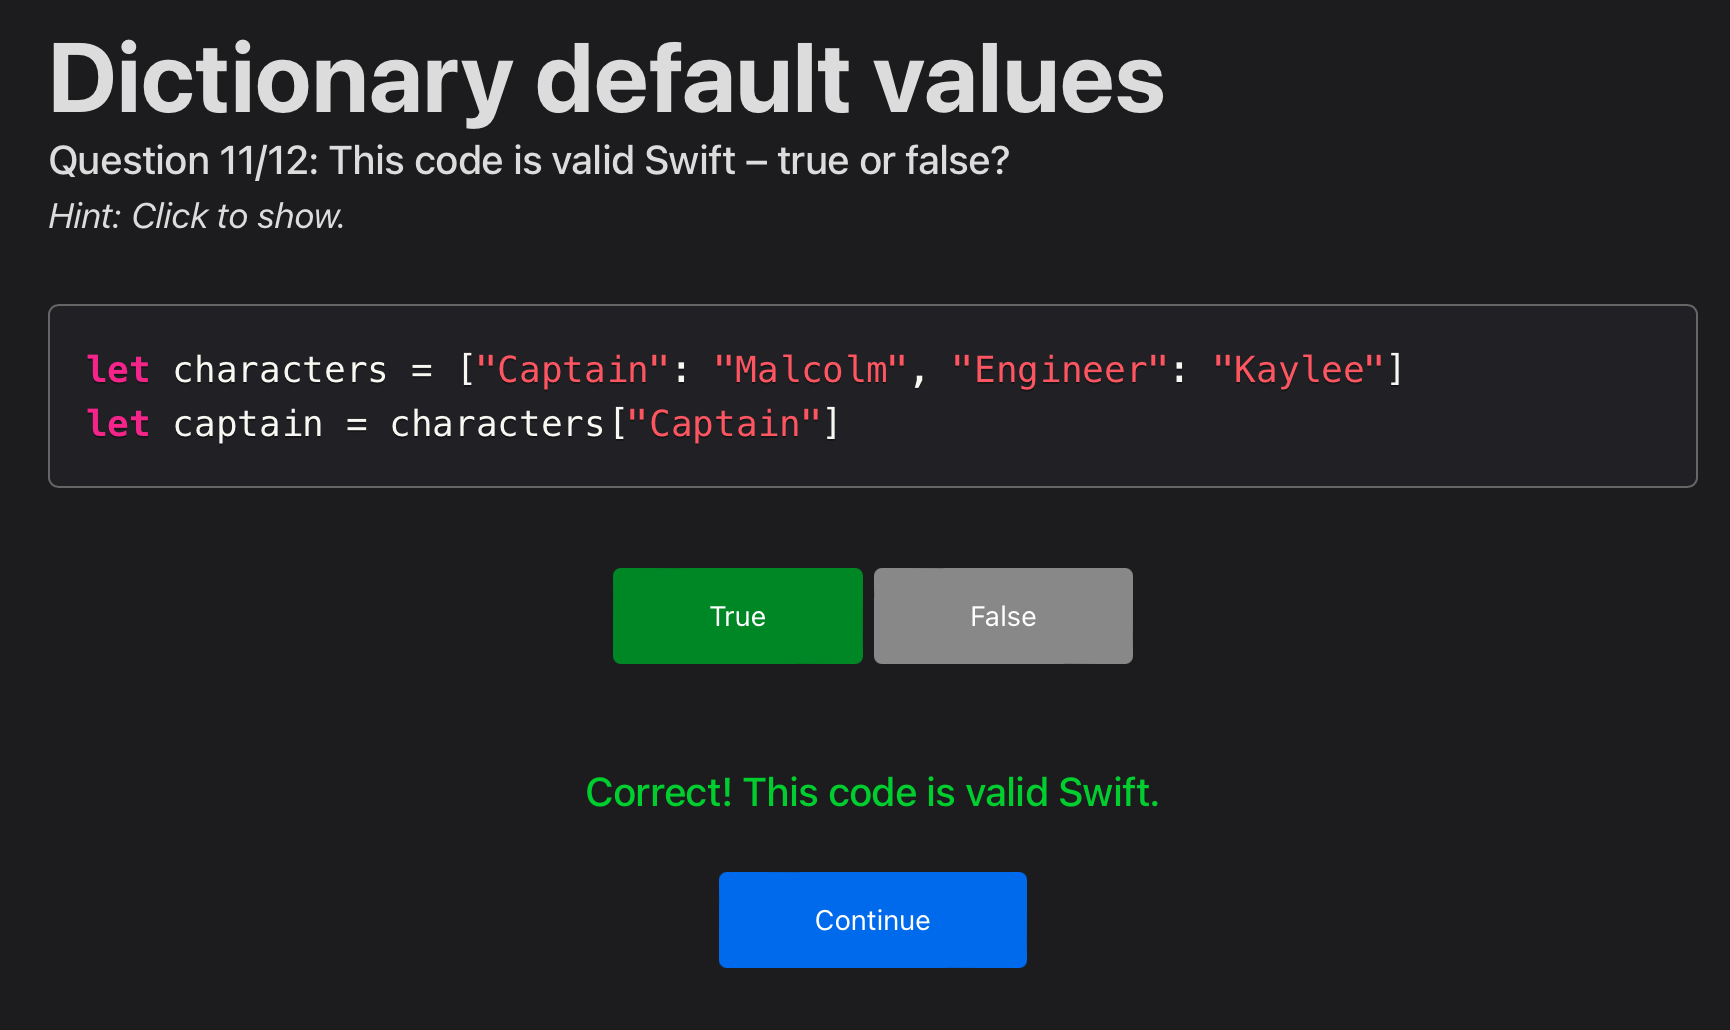 Dictionary default values
Question 11/12: This code is valid Swift – true or false?
Hint: Click to show.
let characters = ["Captain": "Malcolm", "Engineer": "Kaylee"]
let captain = characters["Captain"]
True
False
Correct! This code is valid Swift.
Continue